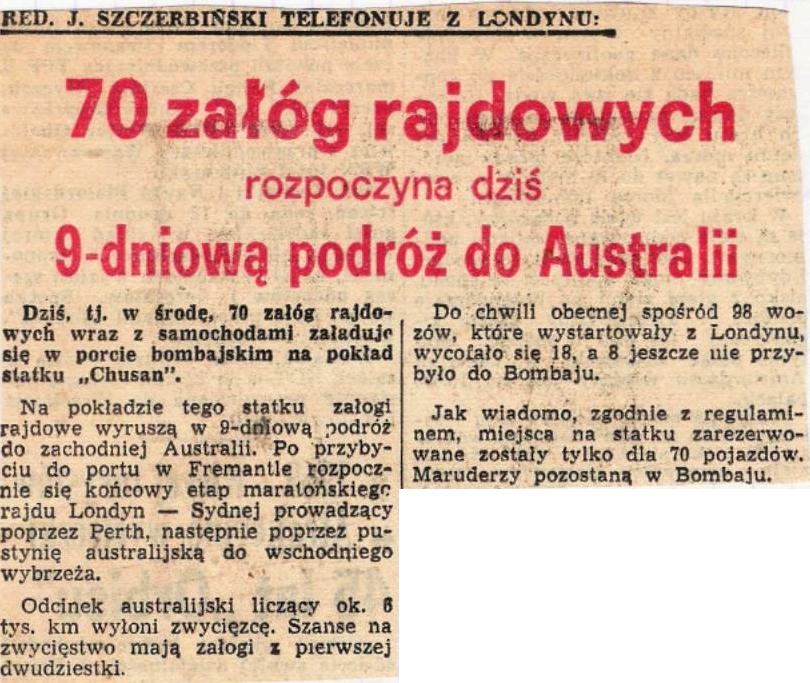 RED. J. SZCZERBIŃSKI TELEFONUJE Z LONDYNU:
70 załóg rajdowych
rozpoczyna dziś
9-dniową podróż do Australii
Dziś, tj. w środę, 70 załóg rajdo-
wych wraz z samochodami załaduje
się w porcie bombajskim na pokład
statku „Chusan".
Na pokładzie tego statku załogi
rajdowe wyruszą w 9-dniową podróż
do zachodniej Australii. Po przyby-
ciu do portu w Fremantle rozpocz-
nie się końcowy etap maratońskiego
rajdu Londyn — Sydnej prowadzący
poprzez Perth, następnie poprzez pu-
stynię australijską do wschodniego
wybrzeża.
Odcinek australijski liczący ok. 6
tys. km wyłoni zwycięzcę. Szanse na
zwycięstwo mają załogi z pierwszej
dwudziestki.
Do chwili obecnej spośród 98 wo-
zów, które wystartowały z Londynu,
wycofało się 18, a 8 jeszcze nie przy-
było do Bombaju.
Jak wiadomo, zgodnie z regulami-
nem, miejsca na statku zarezerwo-
wane zostały tylko dla 70 pojazdów.
Maruderzy pozostaną w Bombaju.